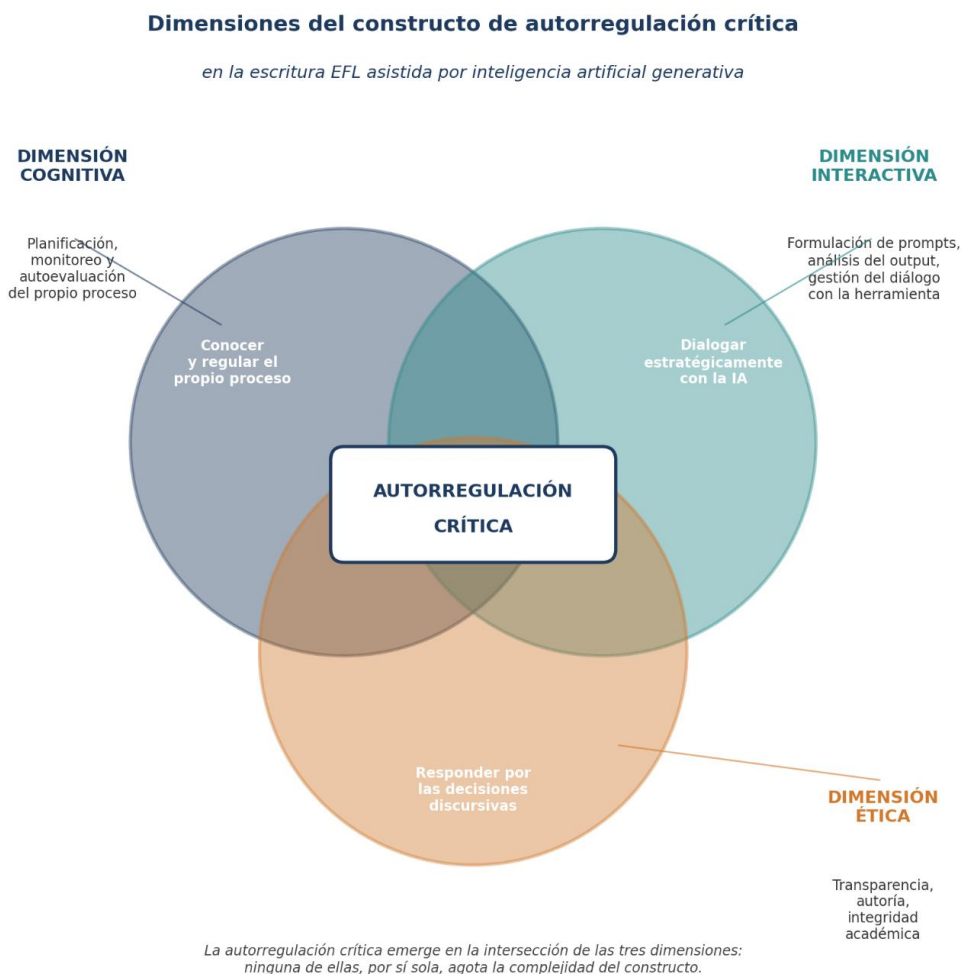 Dimensiones del constructo de autorregulación crítica
en la escritura EFL asistida por inteligencia artificial generativa
DIMENSIÓN
COGNITIVA
Planificación,
monitoreo y
autoevaluación
del propio proceso
DIMENSIÓN
INTERACTIVA
Formulación de prompts,
análisis del output,
gestión del diálogo
con la herramienta
Conocer
y regular el
propio proceso
Dialogar
estratégicamente
con la IA
AUTORREGULACIÓN
CRÍTICA
Responder por
las decisiones
discursivas
DIMENSIÓN
ÉTICA
Transparencia,
autoría,
integridad
académica
La autorregulación crítica emerge en la intersección de las tres dimensiones:
ninguna de ellas, por sí sola, agota la complejidad del constructo.